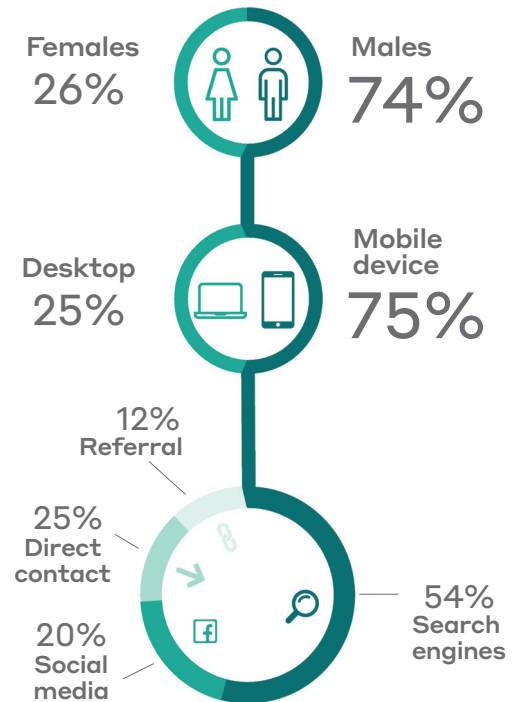 Females
26%
Males
74%
Desktop
25%
Mobile
device
75%
12%
Referral
25%
Direct
contact
20%
Social
media
54%
Search
engines
f